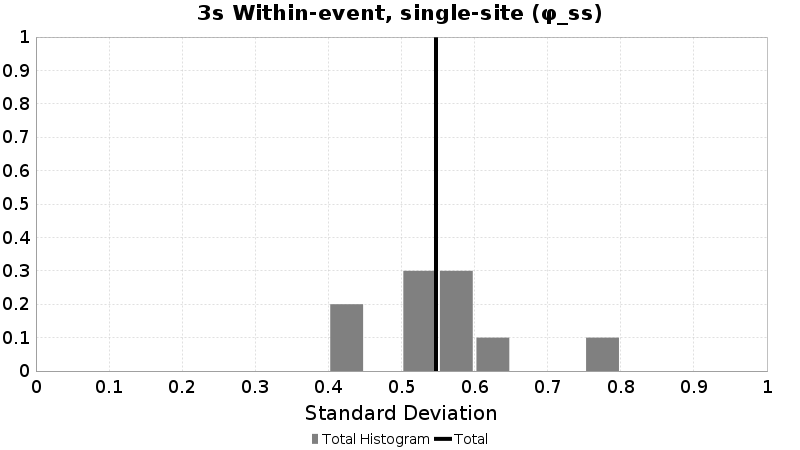 3s Within-event, single-site (φ_ss)
1
0.9
0.8
0.7
0.6
0.5
0.4
0.3
0.2
0.1
0
0 0.1 0.2 0.3 0.4 0.5 0.6 0.7 0.8 0.9 1
Standard Deviation
Total Histogram Total